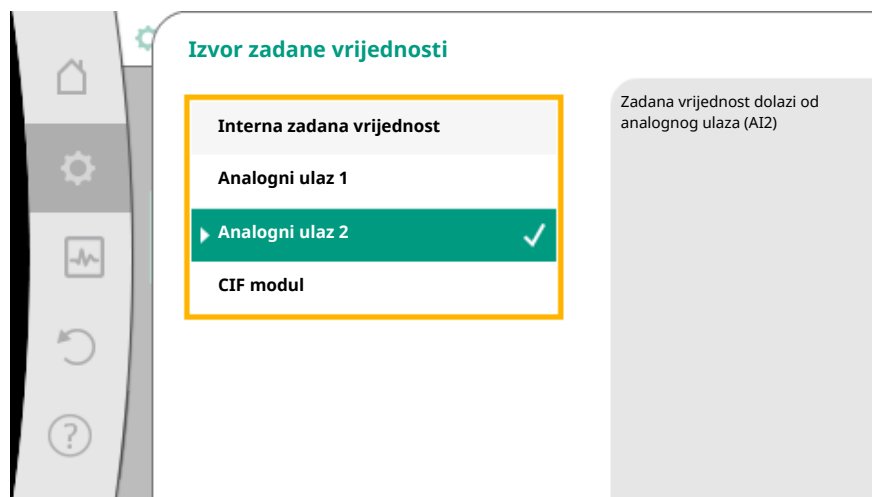 Izvor zadane vrijednosti
Interna zadana vrijednost
Analogni ulaz 1
Analogni ulaz 2
CIF modul
Zadana vrijednost dolazi od
analognog ulaza (AI2)
?